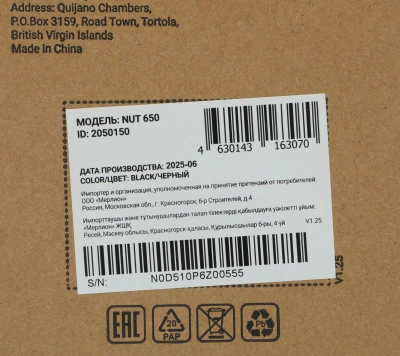 Address: Quijano Chambers,
P.O.Box 3159, Road Town, Tortola,
British Virgin Islands
Made in China
МОДЕЛЬ: NUT 650
ID: 2050150
4 630143 163070
ДАТА ПРОИЗВОДСТВА: 2025-06
COLOR/ЦВЕТ: BLACK/ЧЕРНЫЙ
Импортер и организация, уполномоченная на принятие претензий от потребителей:
ООО «Мерлион»
Россия, Московская обл., г. Красногорск, б-р Строителей, д.4
Импорттаушы және тұтынушылардан талап-тілектерді қабылдауға уәкілетті ұйым:
«Мерлион» ЖШҚ,
Ресей, Мәскеу облысы, Красногорск қаласы, Құрылысшылар б-ры, 4 үй
V1.25
S/N:
N0D510P6Z00555
V1.25
EAC
20
PAP
Pb